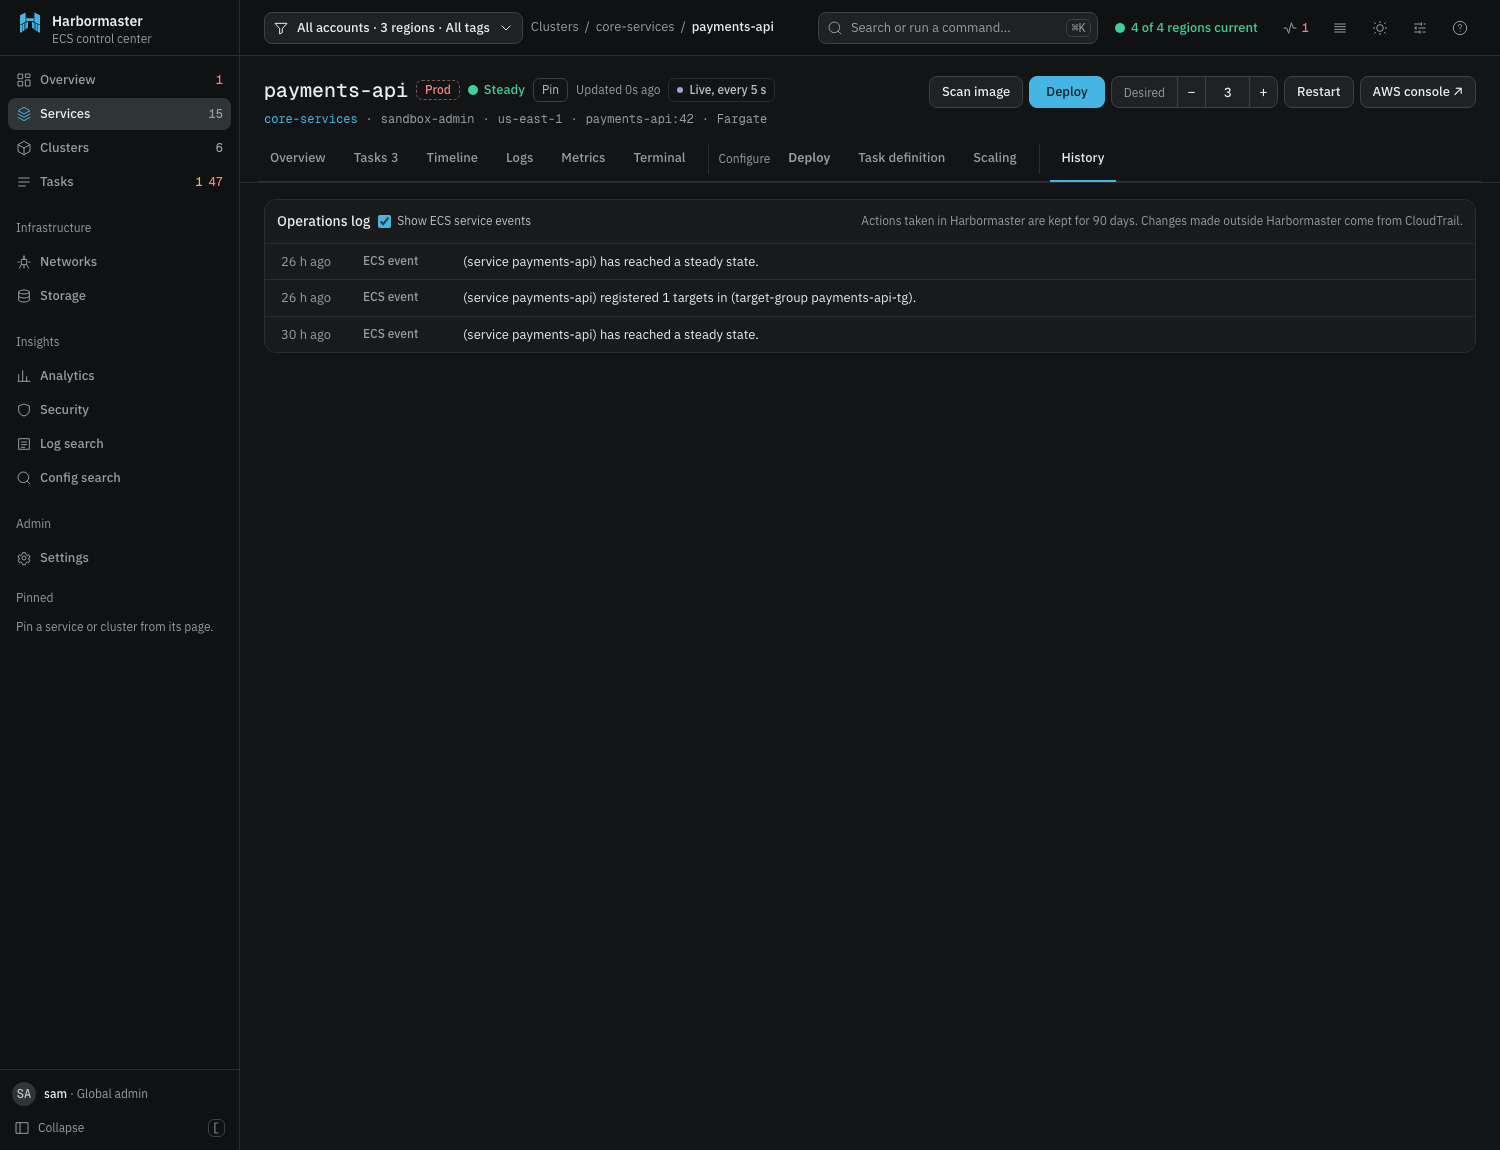 Harbormaster
ECS control center
All accounts · 3 regions · All tags
Clusters / core-services / payments-api
Search or run a command... ⌘K
4 of 4 regions current
1
Overview 1
Services 15
Clusters 6
Tasks 1 47
Infrastructure
Networks
Storage
Insights
Analytics
Security
Log search
Config search
Admin
Settings
Pinned
Pin a service or cluster from its page.
SA sam · Global admin
Collapse [
payments-api Prod Steady Pin Updated 0s ago Live, every 5 s
Scan image Deploy Desired − 3 + Restart AWS console ↗
core-services · sandbox-admin · us-east-1 · payments-api:42 · Fargate
Overview Tasks 3 Timeline Logs Metrics Terminal Configure Deploy Task definition Scaling History
Operations log Show ECS service events Actions taken in Harbormaster are kept for 90 days. Changes made outside Harbormaster come from CloudTrail.
26 h ago ECS event (service payments-api) has reached a steady state.
26 h ago ECS event (service payments-api) registered 1 targets in (target-group payments-api-tg).
30 h ago ECS event (service payments-api) has reached a steady state.